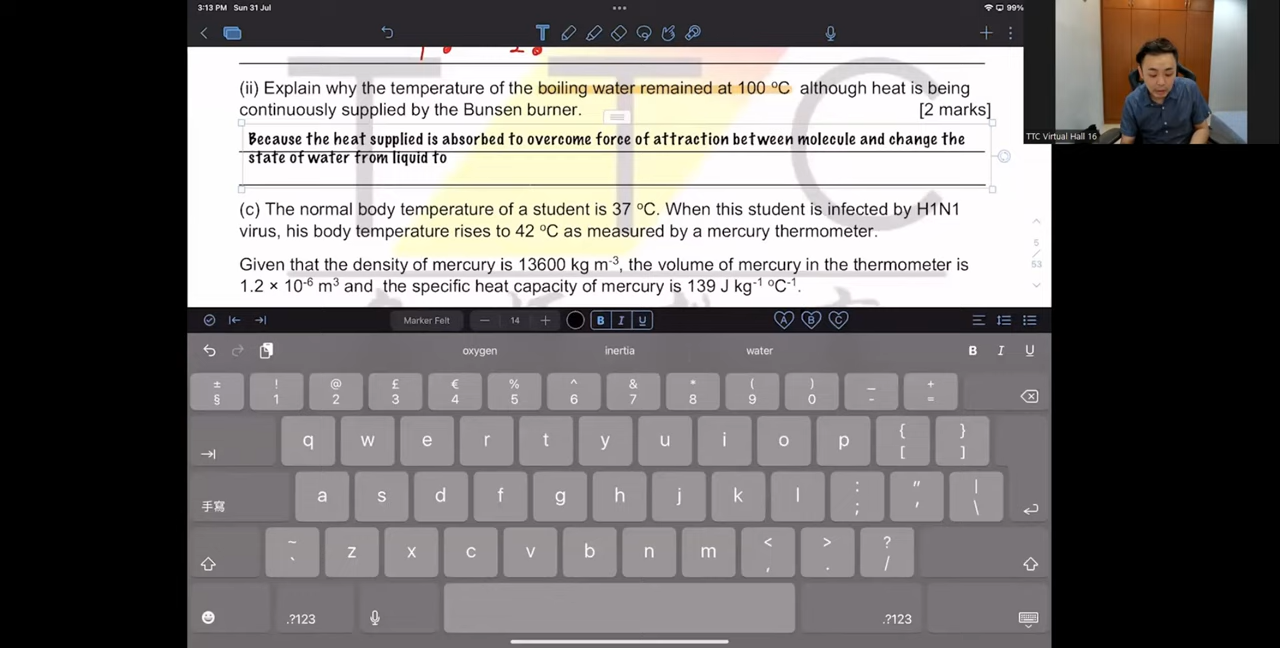 3:13 PM Sun 31 Jul
99%
(ii) Explain why the temperature of the boiling water remained at 100 ºC although heat is being
continuously supplied by the Bunsen burner. [2 marks]
Because the heat supplied is absorbed to overcome force of attraction between molecule and change the
state of water from liquid to
TTC Virtual Hall 16
(c) The normal body temperature of a student is 37 ºC. When this student is infected by H1N1
virus, his body temperature rises to 42 ºC as measured by a mercury thermometer.
5
/
53
Given that the density of mercury is 13600 kg m-3, the volume of mercury in the thermometer is
1.2 × 10-6 m3 and the specific heat capacity of mercury is 139 J kg-1 ºC-1.
TTC
Marker Felt - 14 + B I U A B C
oxygen inertia water B I U
± ! @ £ € % ^ & * ( ) _ +
§ 1 2 3 4 5 6 7 8 9 0 - =
q w e r t y u i o p { [ } ]
手寫 a s d f g h j k l : ; " ' | \
~ ` z x c v b n m < , > . ? /
.?123 .?123